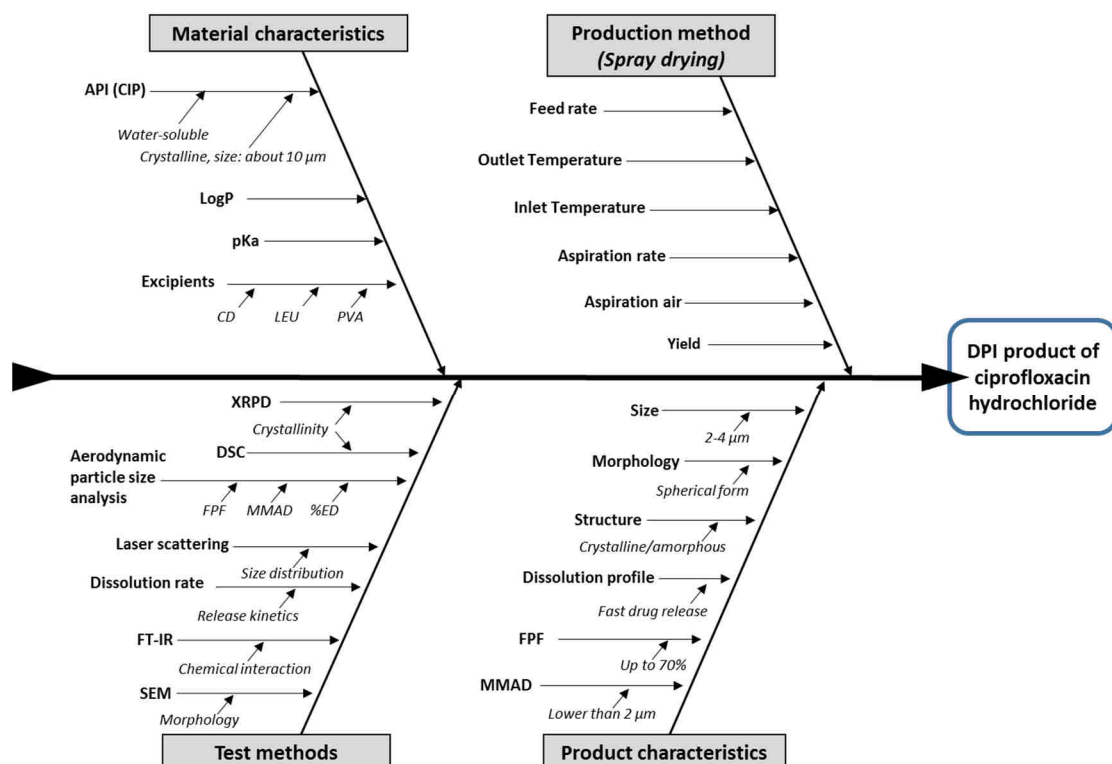 Material characteristics
API (CIP)
Water-soluble
Crystalline, size: about 10 µm
LogP
pKa
Excipients
CD
LEU
PVA
Production method
(Spray drying)
Feed rate
Outlet Temperature
Inlet Temperature
Aspiration rate
Aspiration air
Yield
DPI product of
ciprofloxacin
hydrochloride
XRPD
Crystallinity
DSC
Aerodynamic
particle size
analysis
FPF
MMAD
%ED
Laser scattering
Size distribution
Dissolution rate
Release kinetics
FT-IR
Chemical interaction
SEM
Morphology
Test methods
Size
2-4 µm
Morphology
Spherical form
Structure
Crystalline/amorphous
Dissolution profile
Fast drug release
FPF
Up to 70%
MMAD
Lower than 2 µm
Product characteristics